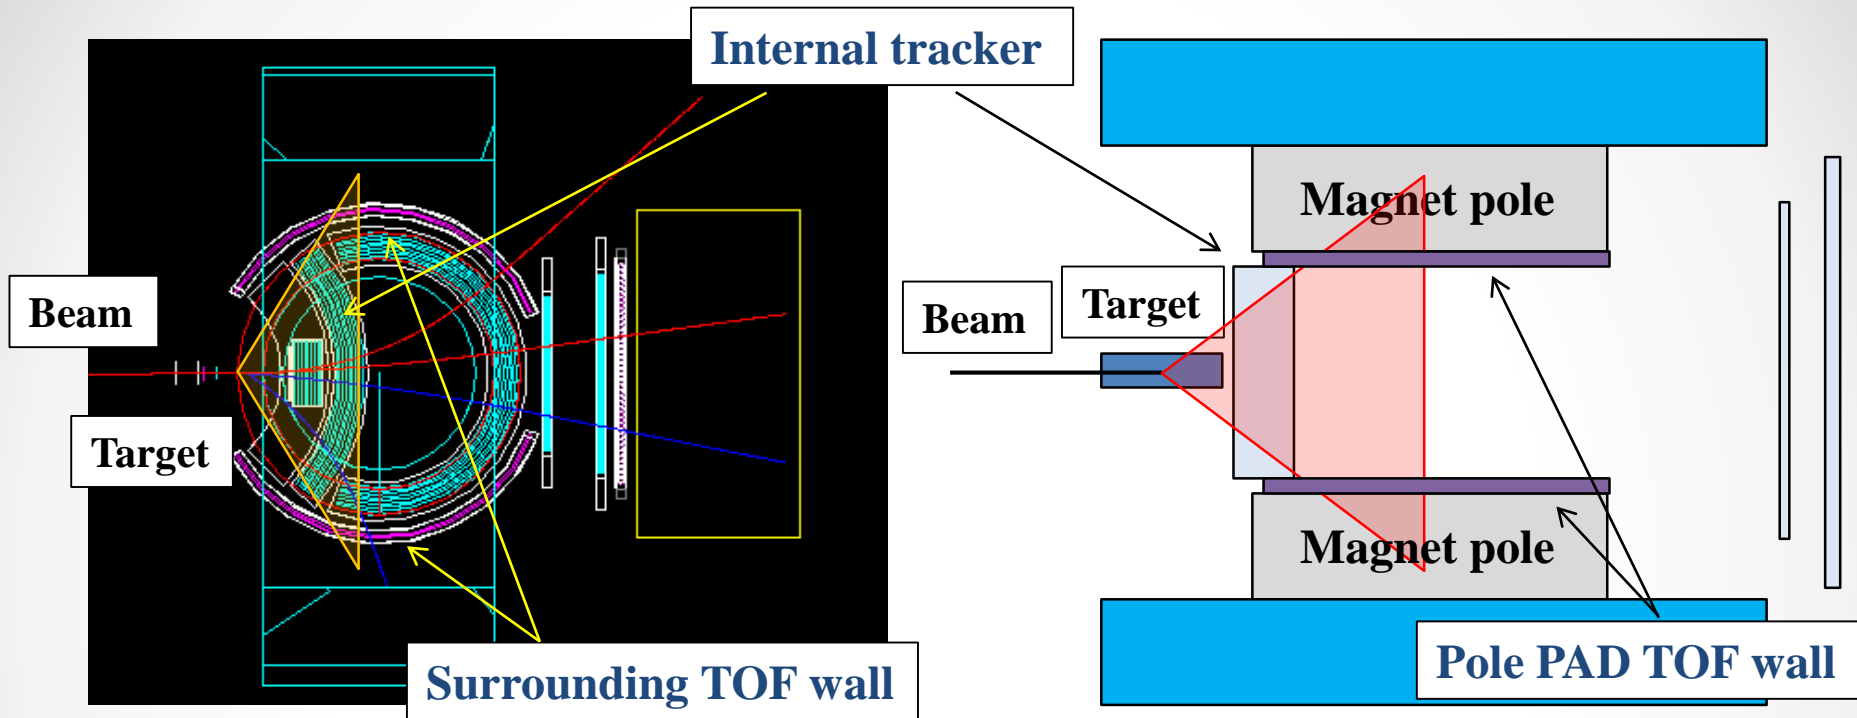 Internal tracker
Beam
Target
Surrounding TOF wall
Magnet pole
Beam
Target
Magnet pole
Pole PAD TOF wall